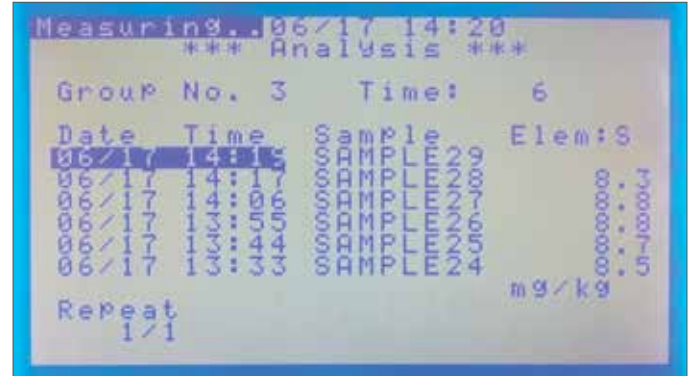 Measuring..06/17 14:20
*** Analysis ***
Group No. 3 Time: 6
Date Time Sample Elem:S
06/17 14:19 SAMPLE29
06/17 14:17 SAMPLE28 8.3
06/17 14:06 SAMPLE27 8.8
06/17 13:55 SAMPLE26 8.8
06/17 13:44 SAMPLE25 8.7
06/17 13:33 SAMPLE24 8.5
mg/kg
Repeat
1/1